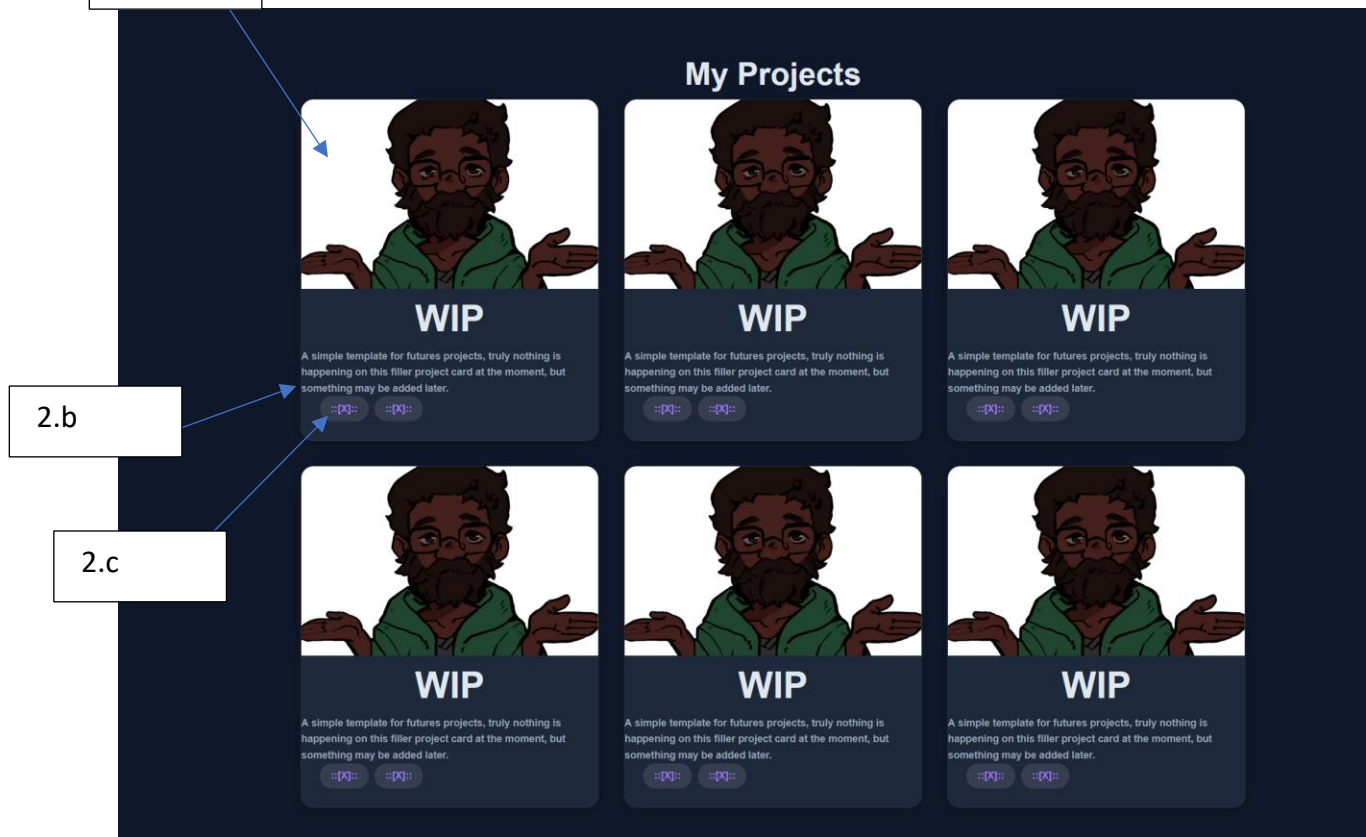 My Projects
WIP
WIP
WIP
A simple template for futures projects, truly nothing is
happening on this filler project card at the moment, but
something may be added later.
A simple template for futures projects, truly nothing is
happening on this filler project card at the moment, but
something may be added later.
A simple template for futures projects, truly nothing is
happening on this filler project card at the moment, but
something may be added later.
2.b
::[X]:: ::[X]::
::[X]:: ::[X]::
::[X]:: ::[X]::
2.c
WIP
WIP
WIP
A simple template for futures projects, truly nothing is
happening on this filler project card at the moment, but
something may be added later.
A simple template for futures projects, truly nothing is
happening on this filler project card at the moment, but
something may be added later.
A simple template for futures projects, truly nothing is
happening on this filler project card at the moment, but
something may be added later.
::[X]:: ::[X]::
::[X]:: ::[X]::
::[X]:: ::[X]::